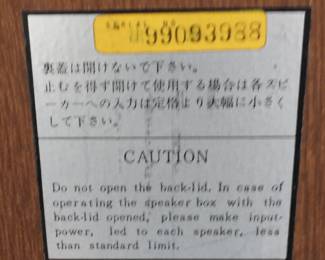 SERIAL NO.
99093988
裏蓋は開けないで下さい。
止むを得ず開けて使用する場合は各スピ
ーカーへの入力は定格より大幅に小さく
して下さい。
CAUTION
Do not open the back-lid. In case of
operating the speaker box with the
back-lid opened, please make input-
power, led to each speaker, less
than standard limit.